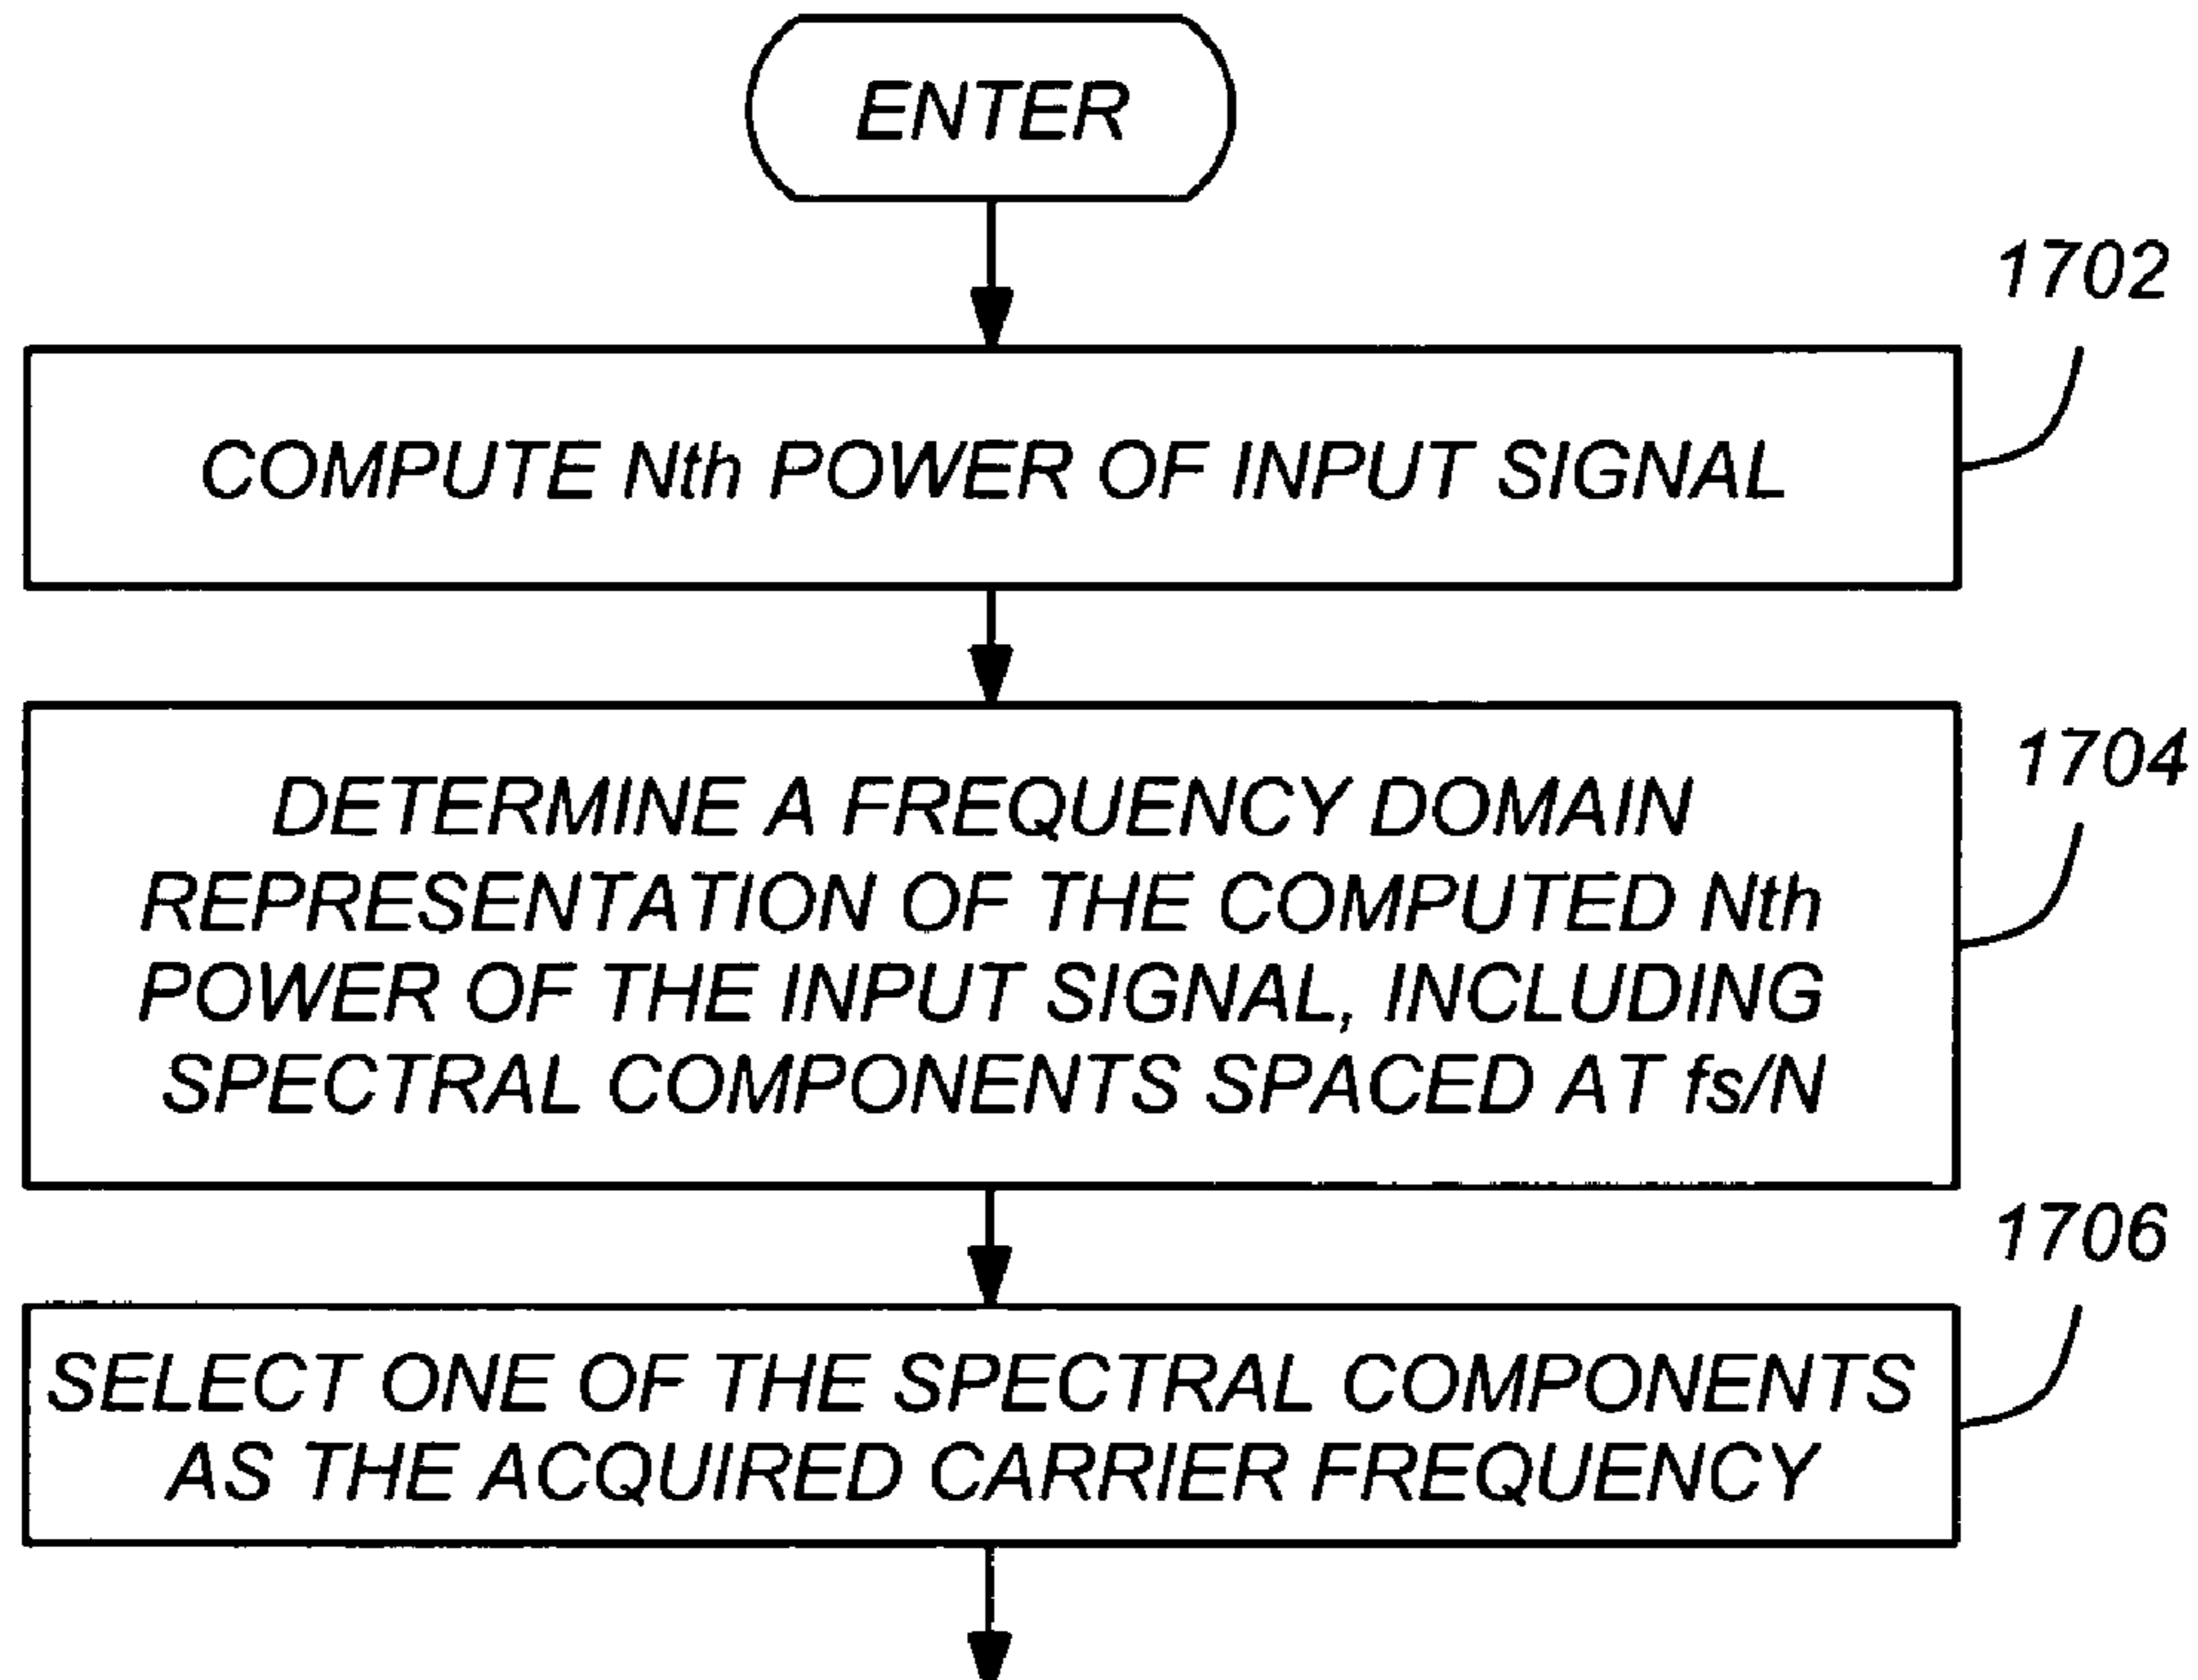 ENTER
1702
COMPUTE Nth POWER OF INPUT SIGNAL
1704
DETERMINE A FREQUENCY DOMAIN
REPRESENTATION OF THE COMPUTED Nth
POWER OF THE INPUT SIGNAL, INCLUDING
SPECTRAL COMPONENTS SPACED AT fs/N
1706
SELECT ONE OF THE SPECTRAL COMPONENTS
AS THE ACQUIRED CARRIER FREQUENCY